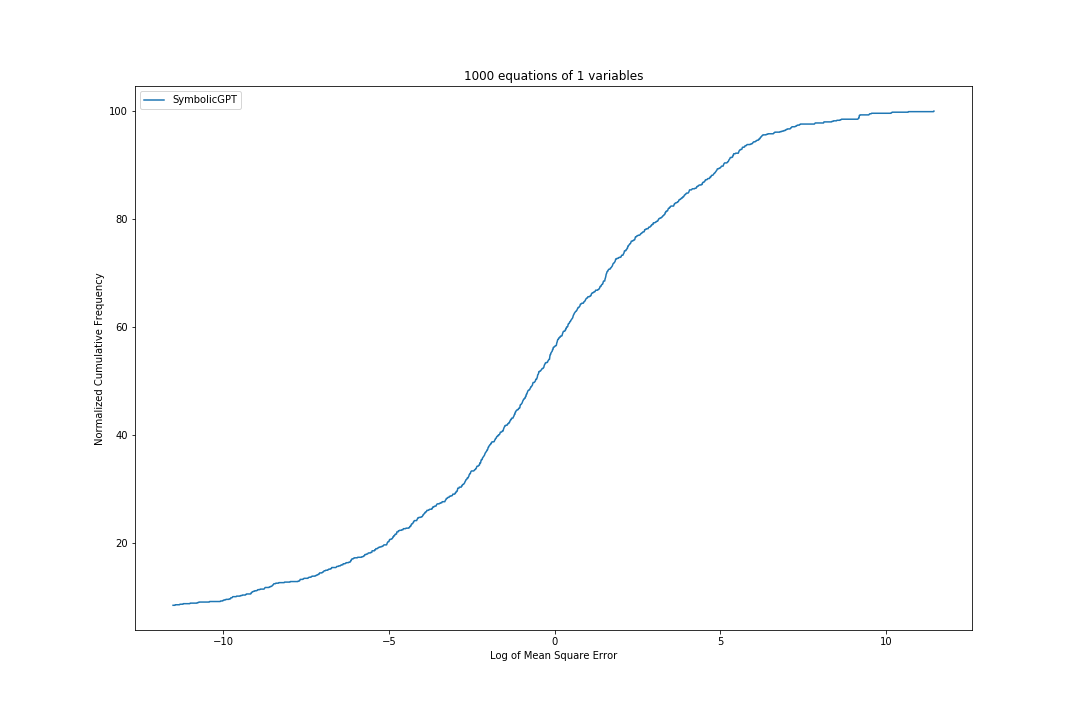 1000 equations of 1 variables
SymbolicGPT
100
80
60
40
20
Normalized Cumulative Frequency
−10
−5
0
5
10
Log of Mean Square Error